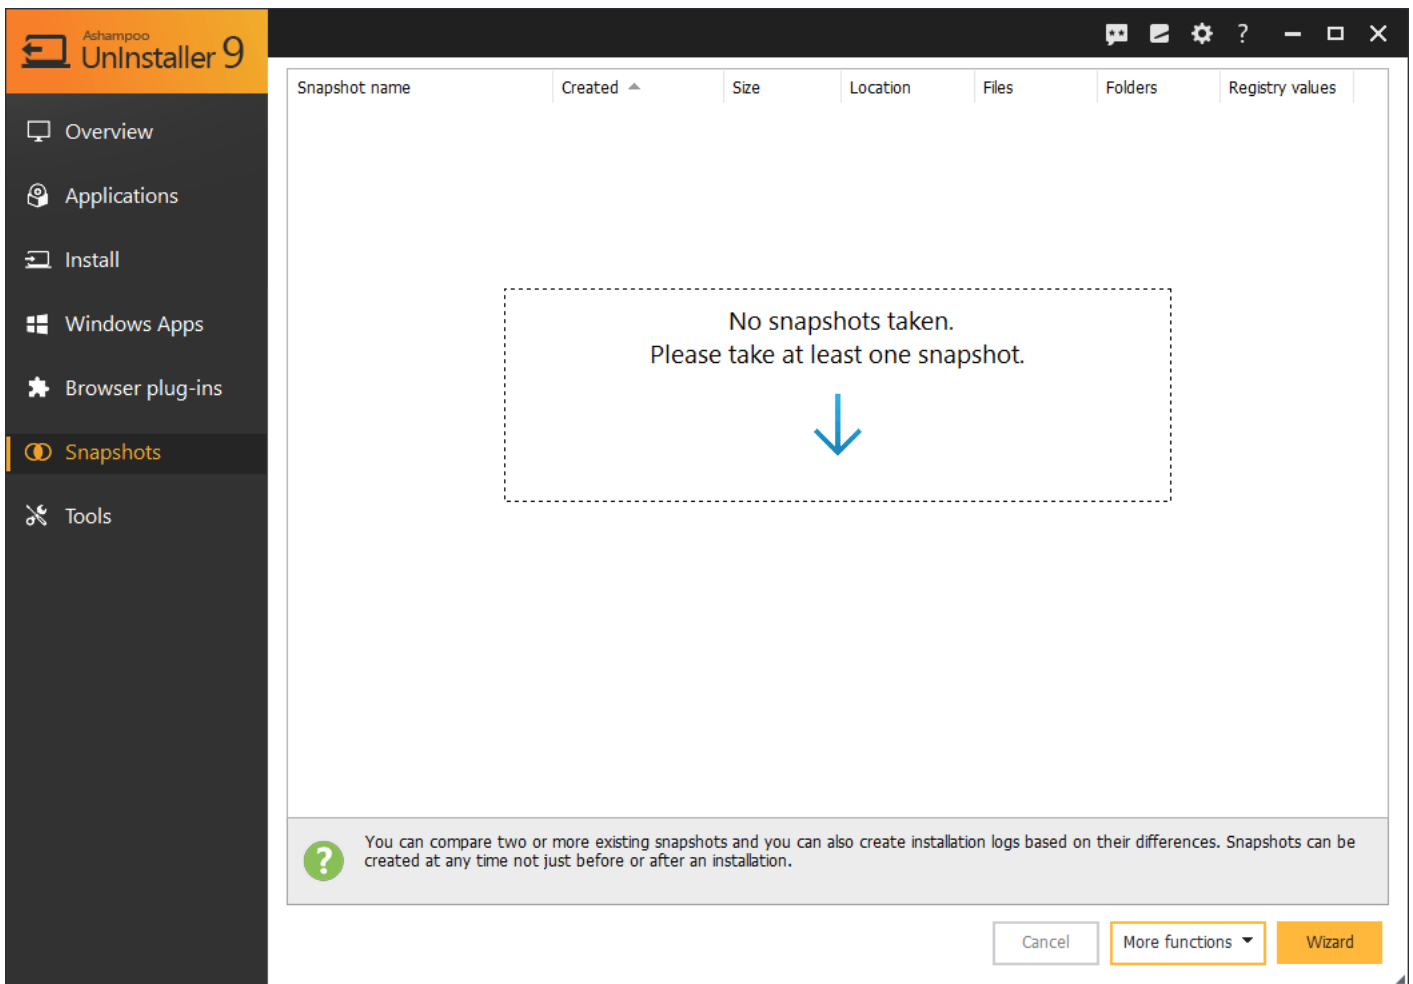 Ashampoo
UnInstaller 9
Overview
Applications
Install
Windows Apps
Browser plug-ins
Snapshots
Tools
?
Snapshot name Created Size Location Files Folders Registry values
No snapshots taken.
Please take at least one snapshot.
?
You can compare two or more existing snapshots and you can also create installation logs based on their differences. Snapshots can be
created at any time not just before or after an installation.
Cancel More functions Wizard